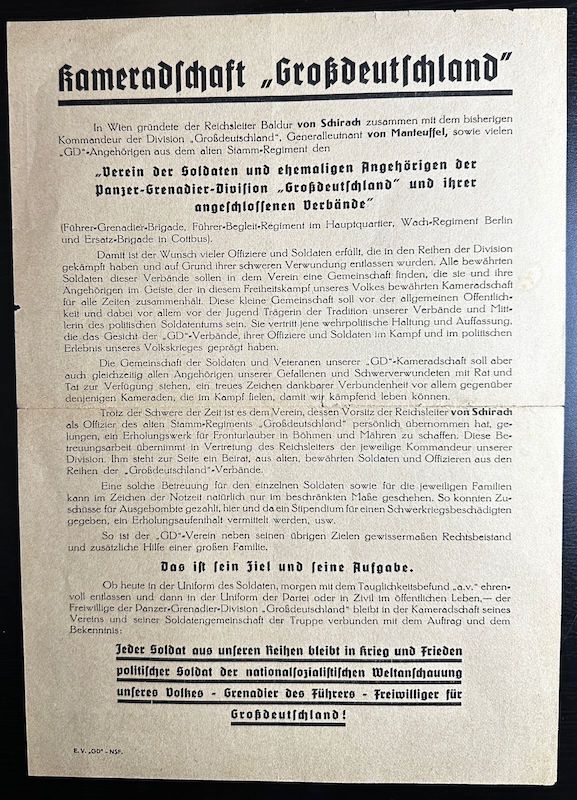 Kameradschaft „Großdeutschland"
In Wien gründete der Reichsleiter Baldur von Schirach zusammen mit dem bisherigen
Kommandeur der Division „Großdeutschland", Generalleutnant von Manteuffel, sowie vielen
„GD"-Angehörigen aus dem alten Stamm-Regiment den
„Verein der Soldaten und ehemaligen Angehörigen der
Panzer-Grenadier-Division „Großdeutschland" und ihrer
angeschlossenen Verbände"
(Führer-Grenadier-Brigade, Führer-Begleit-Regiment im Hauptquartier, Wach-Regiment Berlin
und Ersatz-Brigade in Cottbus).
Damit ist der Wunsch vieler Offiziere und Soldaten erfüllt, die in den Reihen der Division
gekämpft haben und auf Grund ihrer schweren Verwundung entlassen wurden. Alle bewährten
Soldaten dieser Verbände sollen in dem Verein eine Gemeinschaft finden, die sie und ihre
Angehörigen im Geiste der in diesem Freiheitskampf unseres Volkes bewährten Kameradschaft
für alle Zeiten zusammenhält. Diese kleine Gemeinschaft soll vor der allgemeinen Öffentlich-
keit und dabei vor allem vor der Jugend Trägerin der Tradition unserer Verbände und Mitt-
lerin des politischen Soldatentums sein. Sie vertritt jene wehrpolitische Haltung und Auffassung,
die das Gesicht der „GD"-Verbände, ihrer Offiziere und Soldaten im Kampf und im politischen
Erlebnis unseres Volkskrieges geprägt haben.
Die Gemeinschaft der Soldaten und Veteranen unserer „GD"-Kameradschaft soll aber
auch gleichzeitig allen Angehörigen unserer Gefallenen und Schwerverwundeten mit Rat und
Tat zur Verfügung stehen, ein treues Zeichen dankbarer Verbundenheit vor allem gegenüber
denjenigen Kameraden, die im Kampf fielen, damit wir kämpfend leben können.
Trotz der Schwere der Zeit ist es dem Verein, dessen Vorsitz der Reichsleiter von Schirach
als Offizier des alten Stamm-Regiments „Großdeutschland" persönlich übernommen hat, ge-
lungen, ein Erholungswerk für Fronturlauber in Böhmen und Mähren zu schaffen. Diese Be-
treuungsarbeit übernimmt in Vertretung des Reichsleiters der jeweilige Kommandeur unserer
Division. Ihm steht zur Seite ein Beirat, aus alten, bewährten Soldaten und Offizieren aus den
Reihen der „Großdeutschland"-Verbände.
Eine solche Betreuung für den einzelnen Soldaten sowie für die jeweiligen Familien
kann im Zeichen der Notzeit natürlich nur im beschränkten Maße geschehen. So konnten Zu-
schüsse für Ausgebombte gezahlt, hier und da ein Stipendium für einen Schwerkriegsbeschädigten
gegeben, ein Erholungsaufenthalt vermittelt werden, usw.
So ist der „GD"-Verein neben seinen übrigen Zielen gewissermaßen Rechtsbeistand
und zusätzliche Hilfe einer großen Familie.
Das ist sein Ziel und seine Aufgabe.
Ob heute in der Uniform des Soldaten, morgen mit dem Tauglichkeitsbefund „a.v." ehren-
voll entlassen und dann in der Uniform der Partei oder in Zivil im öffentlichen Leben,— der
Freiwillige der Panzer-Grenadier-Division „Großdeutschland" bleibt in der Kameradschaft seines
Vereins und seiner Soldatengemeinschaft der Truppe verbunden mit dem Auftrag und dem
Bekenntnis:
Jeder Soldat aus unseren Reihen bleibt in Krieg und Frieden
politischer Soldat der nationalsozialistischen Weltanschauung
unseres Volkes - Grenadier des Führers - Freiwilliger für
Großdeutschland!
E. V. „GD" - NSF.